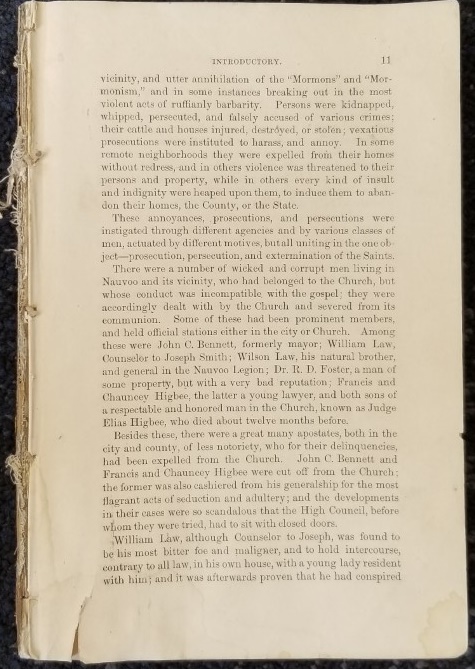 INTRODUCTORY. 11
vicinity, and utter annihilation of the "Mormons" and "Mor-
monism," and in some instances breaking out in the most
violent acts of ruffianly barbarity. Persons were kidnapped,
whipped, persecuted, and falsely accused of various crimes;
their cattle and houses injured, destroyed, or stolen; vexatious
prosecutions were instituted to harass, and annoy. In some
remote neighborhoods they were expelled from their homes
without redress, and in others violence was threatened to their
persons and property, while in others every kind of insult
and indignity were heaped upon them, to induce them to aban-
don their homes, the County, or the State.
These annoyances, prosecutions, and persecutions were
instigated through different agencies and by various classes of
men, actuated by different motives, but all uniting in the one ob-
ject—prosecution, persecution, and extermination of the Saints.
There were a number of wicked and corrupt men living in
Nauvoo and its vicinity, who had belonged to the Church, but
whose conduct was incompatible with the gospel; they were
accordingly dealt with by the Church and severed from its
communion. Some of these had been prominent members,
and held official stations either in the city or Church. Among
these were John C. Bennett, formerly mayor; William Law,
Counselor to Joseph Smith; Wilson Law, his natural brother,
and general in the Nauvoo Legion; Dr. R. D. Foster, a man of
some property, but with a very bad reputation; Francis and
Chauncey Higbee, the latter a young lawyer, and both sons of
a respectable and honored man in the Church, known as Judge
Elias Higbee, who died about twelve months before.
Besides these, there were a great many apostates, both in the
city and county, of less notoriety, who for their delinquencies,
had been expelled from the Church. John C. Bennett and
Francis and Chauncey Higbee were cut off from the Church;
the former was also cashiered from his generalship for the most
flagrant acts of seduction and adultery; and the developments
in their cases were so scandalous that the High Council, before
whom they were tried, had to sit with closed doors.
William Law, although Counselor to Joseph, was found to
be his most bitter foe and maligner, and to hold intercourse,
contrary to all law, in his own house, with a young lady resident
with him; and it was afterwards proven that he had conspired